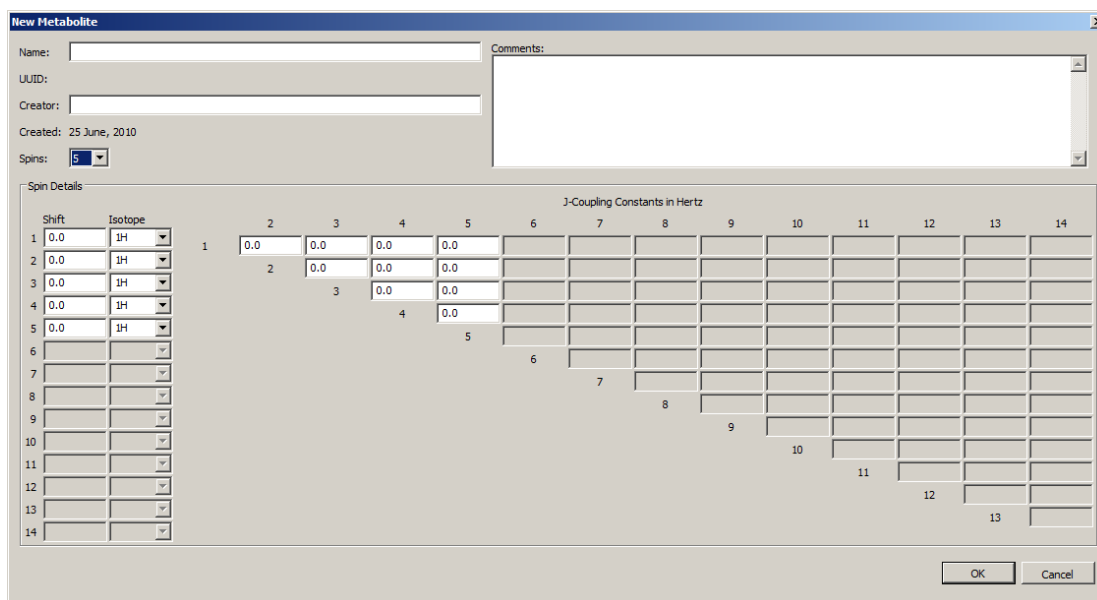 New Metabolite
Name:
Comments:
UUID:
Creator:
Created: 25 June, 2010
Spins: 5
Spin Details
J-Coupling Constants in Hertz
Shift Isotope 2 3 4 5 6 7 8 9 10 11 12 13 14
1 0.0 1H 1 0.0 0.0 0.0 0.0
2 0.0 1H 2 0.0 0.0 0.0
3 0.0 1H 3 0.0 0.0
4 0.0 1H 4 0.0
5 0.0 1H 5
6 6
7 7
8 8
9 9
10 10
11 11
12 12
13 13
14
OK Cancel